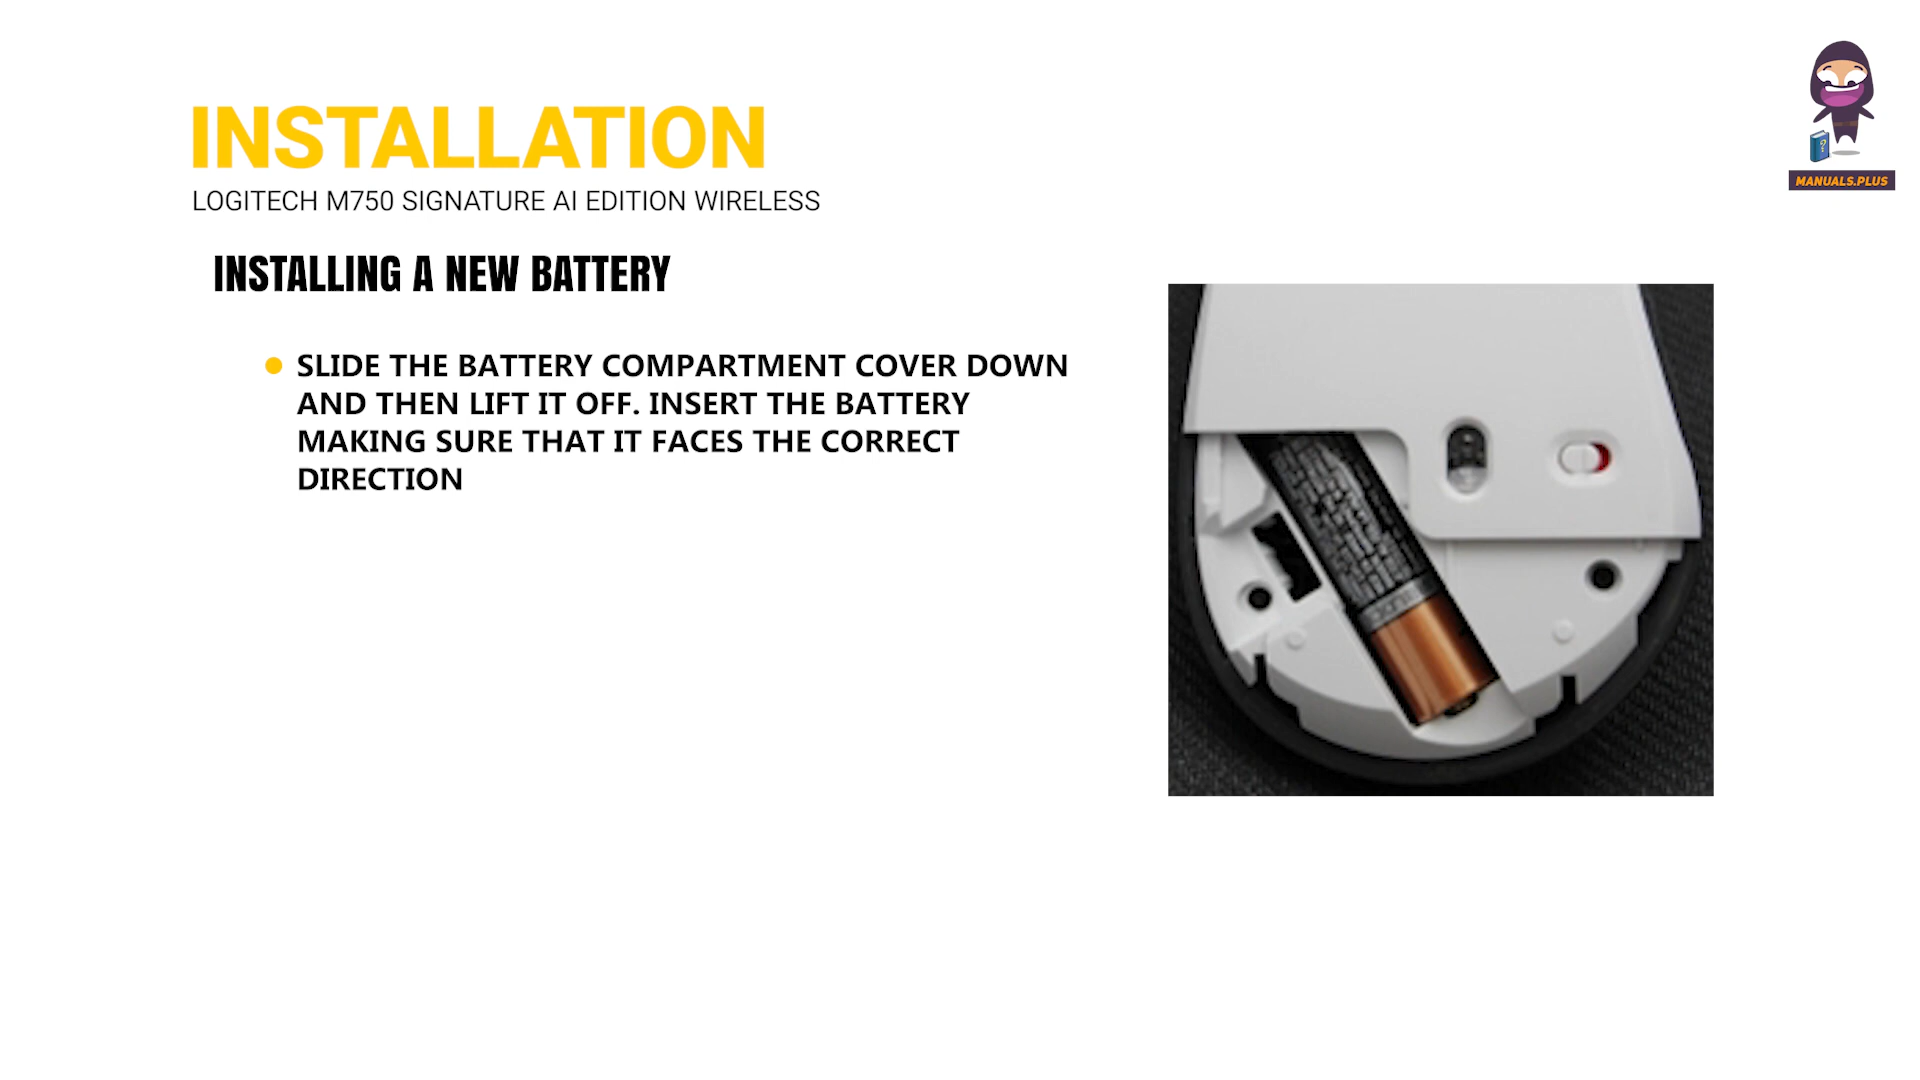 INSTALLATION
LOGITECH M750 SIGNATURE AI EDITION WIRELESS
INSTALLING A NEW BATTERY
SLIDE THE BATTERY COMPARTMENT COVER DOWN
AND THEN LIFT IT OFF. INSERT THE BATTERY
MAKING SURE THAT IT FACES THE CORRECT
DIRECTION
?
MANUALS.PLUS